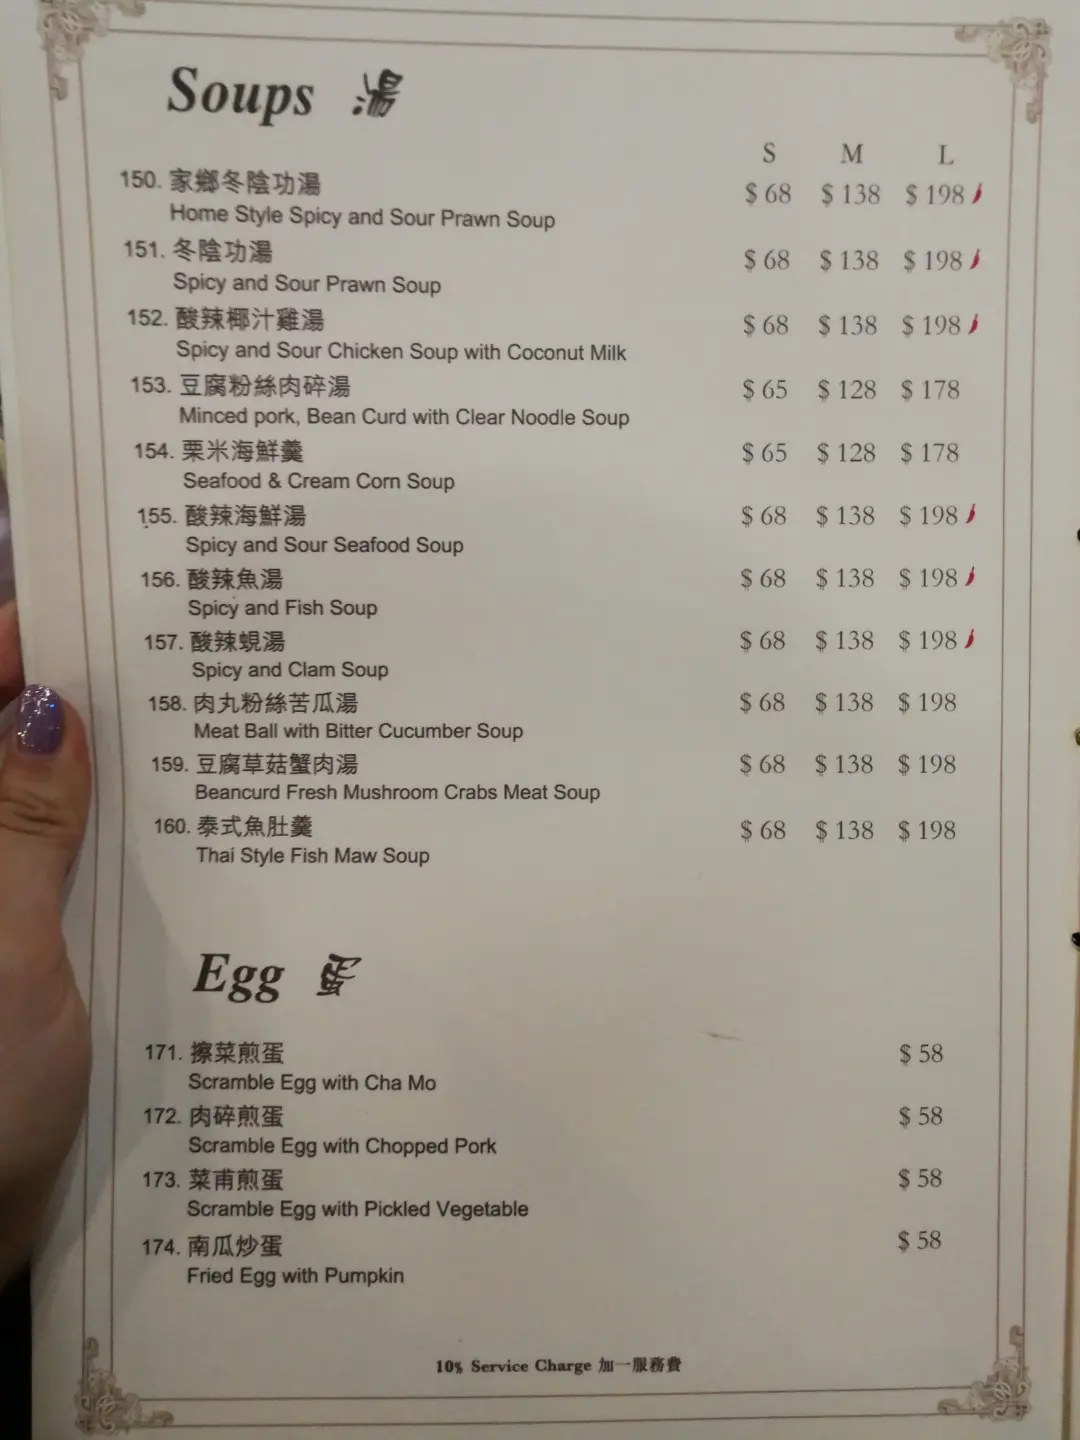 Soups 湯
S M L
150. 家鄉冬陰功湯 $ 68 $ 138 $ 198
Home Style Spicy and Sour Prawn Soup
151. 冬陰功湯 $ 68 $ 138 $ 198
Spicy and Sour Prawn Soup
152. 酸辣椰汁雞湯 $ 68 $ 138 $ 198
Spicy and Sour Chicken Soup with Coconut Milk
153. 豆腐粉絲肉碎湯 $ 65 $ 128 $ 178
Minced pork, Bean Curd with Clear Noodle Soup
154. 栗米海鮮羹 $ 65 $ 128 $ 178
Seafood & Cream Corn Soup
155. 酸辣海鮮湯 $ 68 $ 138 $ 198
Spicy and Sour Seafood Soup
156. 酸辣魚湯 $ 68 $ 138 $ 198
Spicy and Fish Soup
157. 酸辣蜆湯 $ 68 $ 138 $ 198
Spicy and Clam Soup
158. 肉丸粉絲苦瓜湯 $ 68 $ 138 $ 198
Meat Ball with Bitter Cucumber Soup
159. 豆腐草菇蟹肉湯 $ 68 $ 138 $ 198
Beancurd Fresh Mushroom Crabs Meat Soup
160. 泰式魚肚羹 $ 68 $ 138 $ 198
Thai Style Fish Maw Soup
Egg 蛋
171. 擦菜煎蛋 $ 58
Scramble Egg with Cha Mo
172. 肉碎煎蛋 $ 58
Scramble Egg with Chopped Pork
173. 菜甫煎蛋 $ 58
Scramble Egg with Pickled Vegetable
174. 南瓜炒蛋 $ 58
Fried Egg with Pumpkin
10% Service Charge 加一服務費